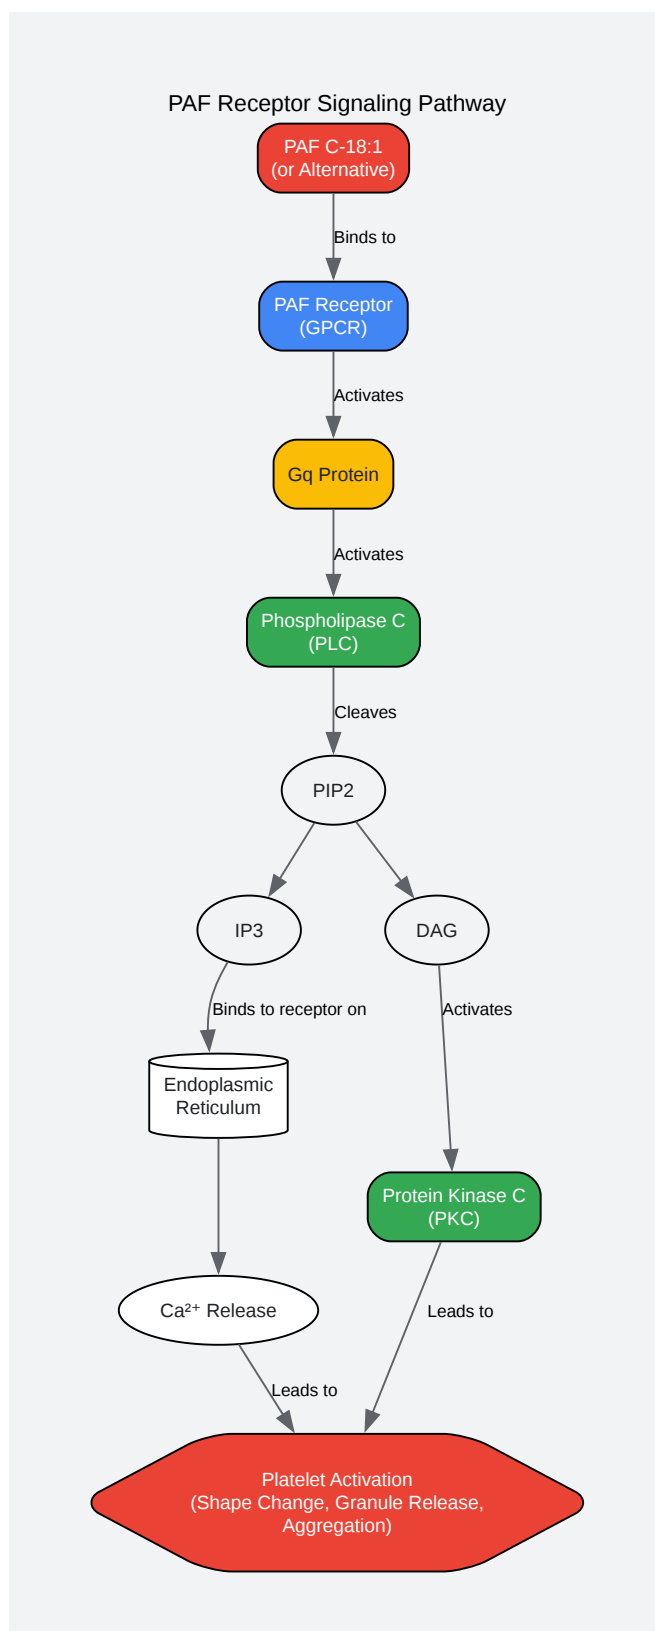 PAF Receptor Signaling Pathway
PAF C-18:1
(or Alternative)
Binds to
PAF Receptor
(GPCR)
Activates
Gq Protein
Activates
Phospholipase C
(PLC)
Cleaves
PIP2
IP3
DAG
Binds to receptor on
Activates
Endoplasmic
Reticulum
Protein Kinase C
(PKC)
Ca²⁺ Release
Leads to
Leads to
Platelet Activation
(Shape Change, Granule Release,
Aggregation)